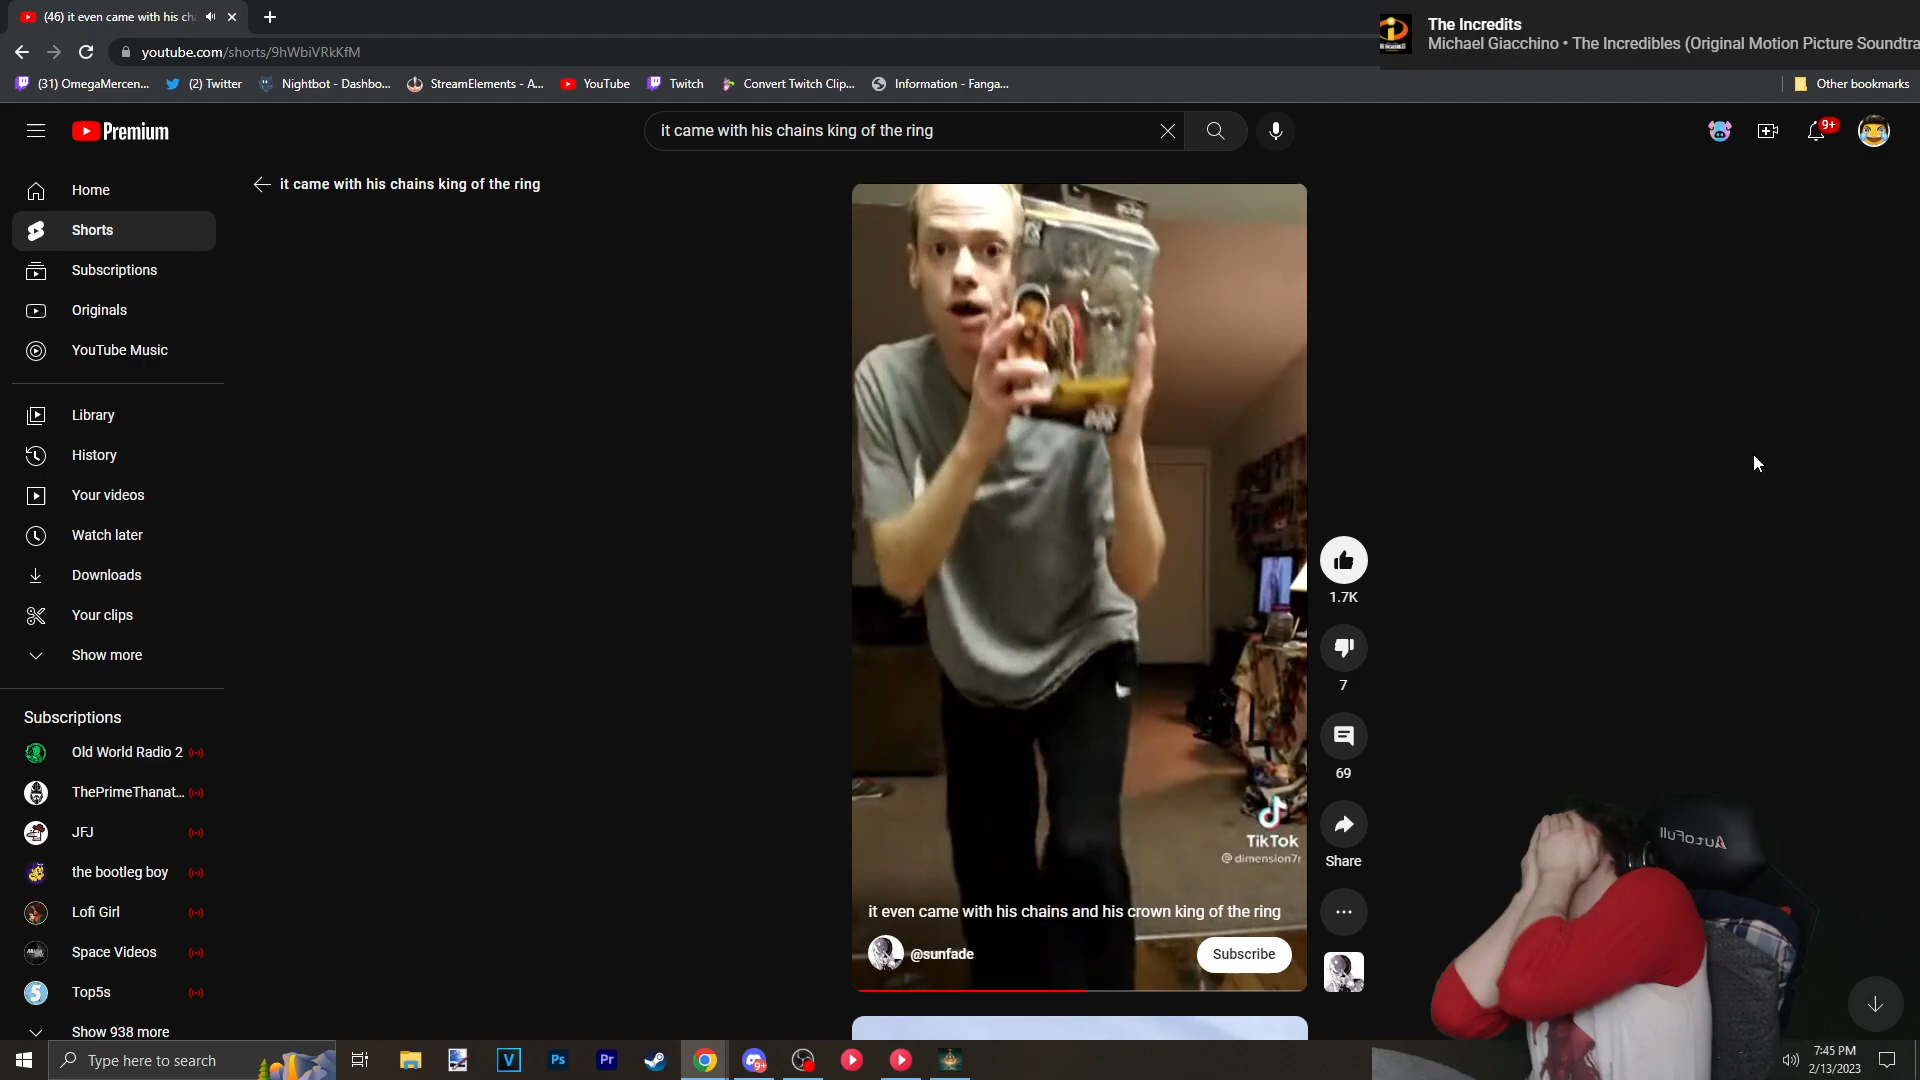 (46) it even came with his cha
The Incredits
Michael Giacchino • The Incredibles (Original Motion Picture Soundtra
youtube.com/shorts/9hWbiVRkKfM
(31) OmegaMercen...
(2) Twitter
Nightbot - Dashbo...
StreamElements - A...
YouTube
Twitch
Convert Twitch Clip...
Information - Fanga...
Other bookmarks
Premium
it came with his chains king of the ring
9+
it came with his chains king of the ring
Home
Shorts
Subscriptions
Originals
YouTube Music
Library
History
Your videos
Watch later
Downloads
Your clips
Show more
Subscriptions
Old World Radio 2
ThePrimeThanat...
JFJ
the bootleg boy
Lofi Girl
Space Videos
Top5s
Show 938 more
1.7K
7
69
Share
TikTok
@dimension7r
it even came with his chains and his crown king of the ring
@sunfade
Subscribe
AutoFull
Type here to search
V
Ps
Pr
9+
7:45 PM
2/13/2023